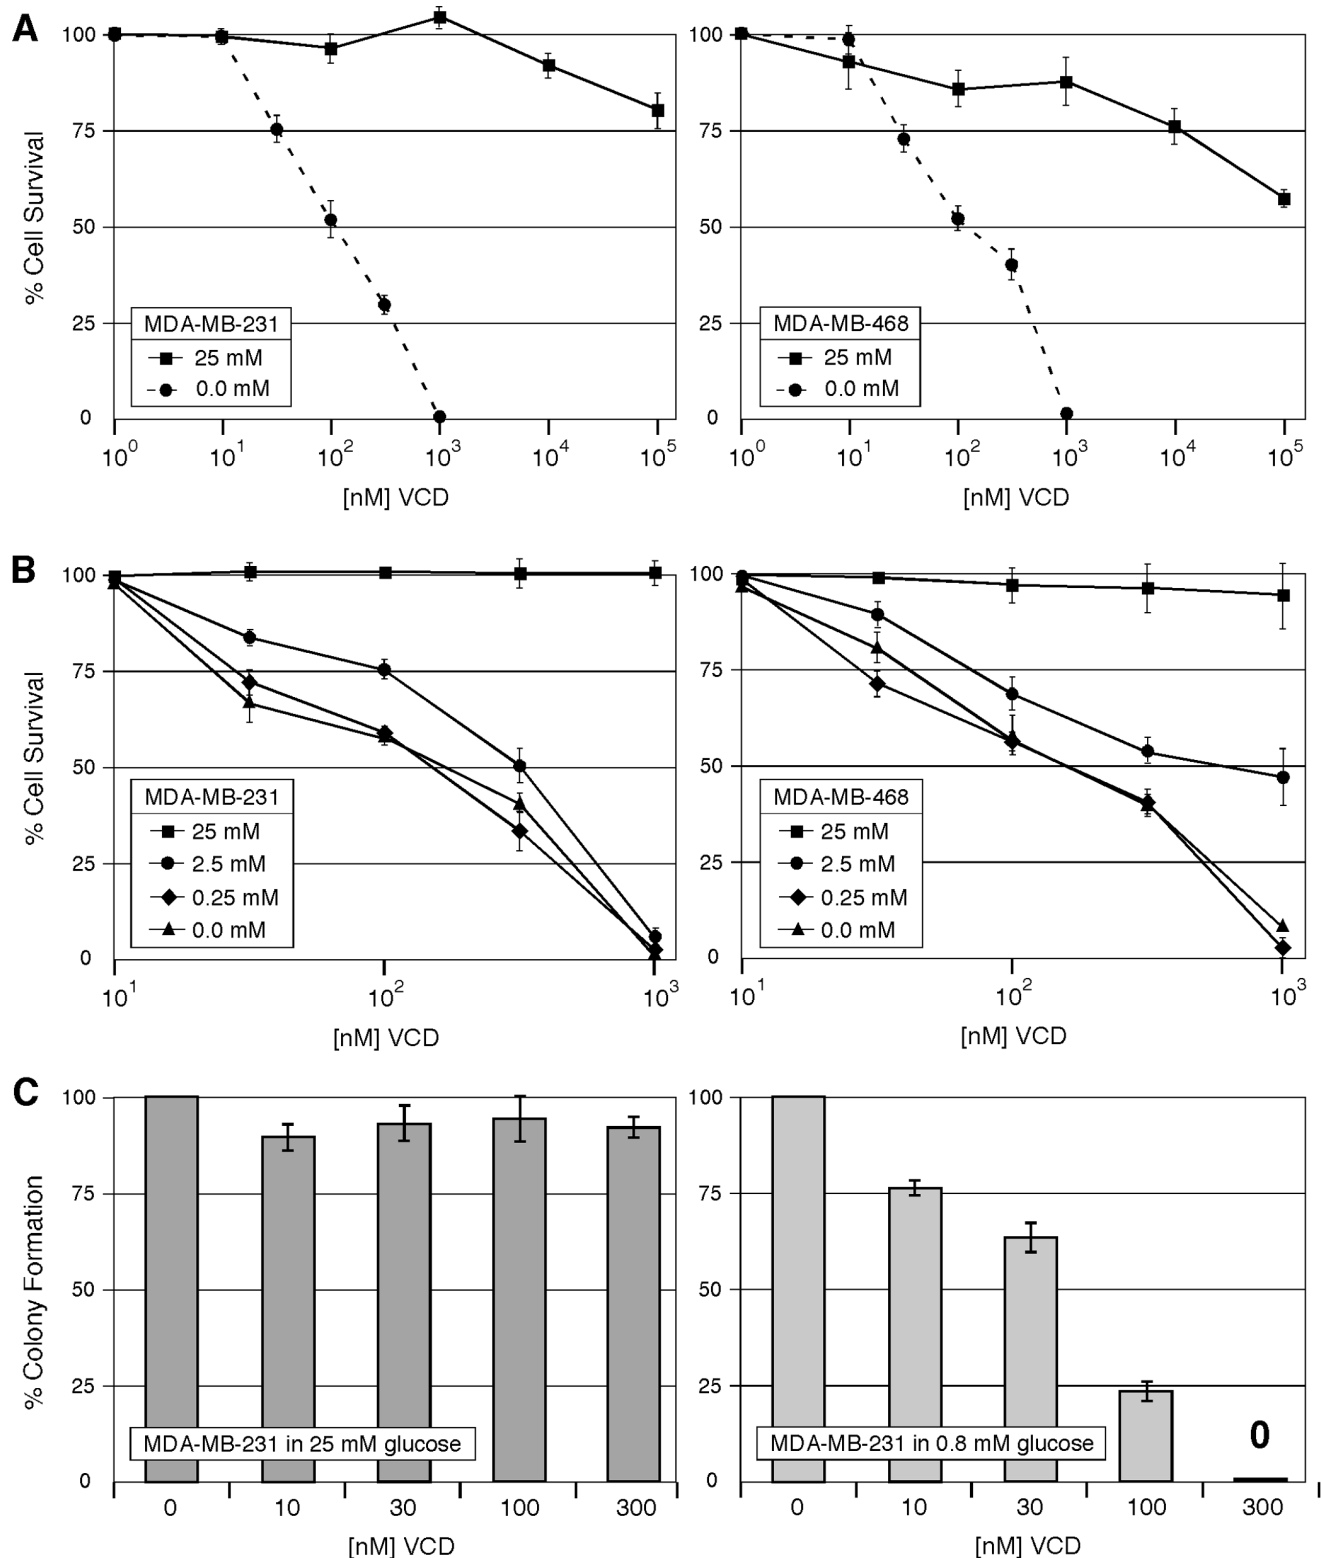 A
% Cell Survival
100
75
50
25
0
MDA-MB-231
25 mM
0.0 mM
10^0 10^1 10^2 10^3 10^4 10^5
[nM] VCD
100
75
50
25
0
MDA-MB-468
25 mM
0.0 mM
10^0 10^1 10^2 10^3 10^4 10^5
[nM] VCD
B
% Cell Survival
100
75
50
25
0
MDA-MB-231
25 mM
2.5 mM
0.25 mM
0.0 mM
10^1 10^2 10^3
[nM] VCD
100
75
50
25
0
MDA-MB-468
25 mM
2.5 mM
0.25 mM
0.0 mM
10^1 10^2 10^3
[nM] VCD
C
% Colony Formation
100
75
50
25
0
MDA-MB-231 in 25 mM glucose
0 10 30 100 300
[nM] VCD
100
75
50
25
0
MDA-MB-231 in 0.8 mM glucose
0
0 10 30 100 300
[nM] VCD